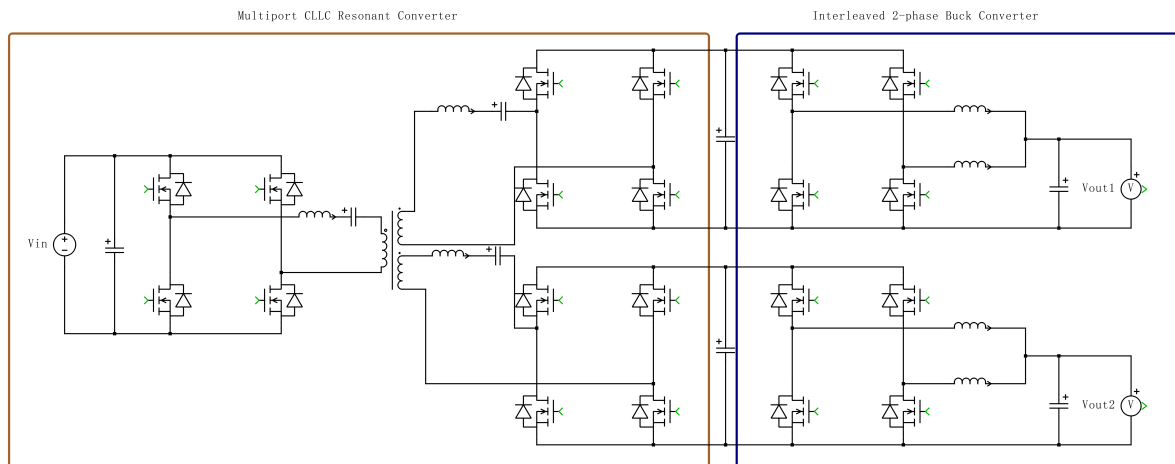 Multiport CLLC Resonant Converter
Interleaved 2-phase Buck Converter
Vin
Vout1
V
Vout2
V